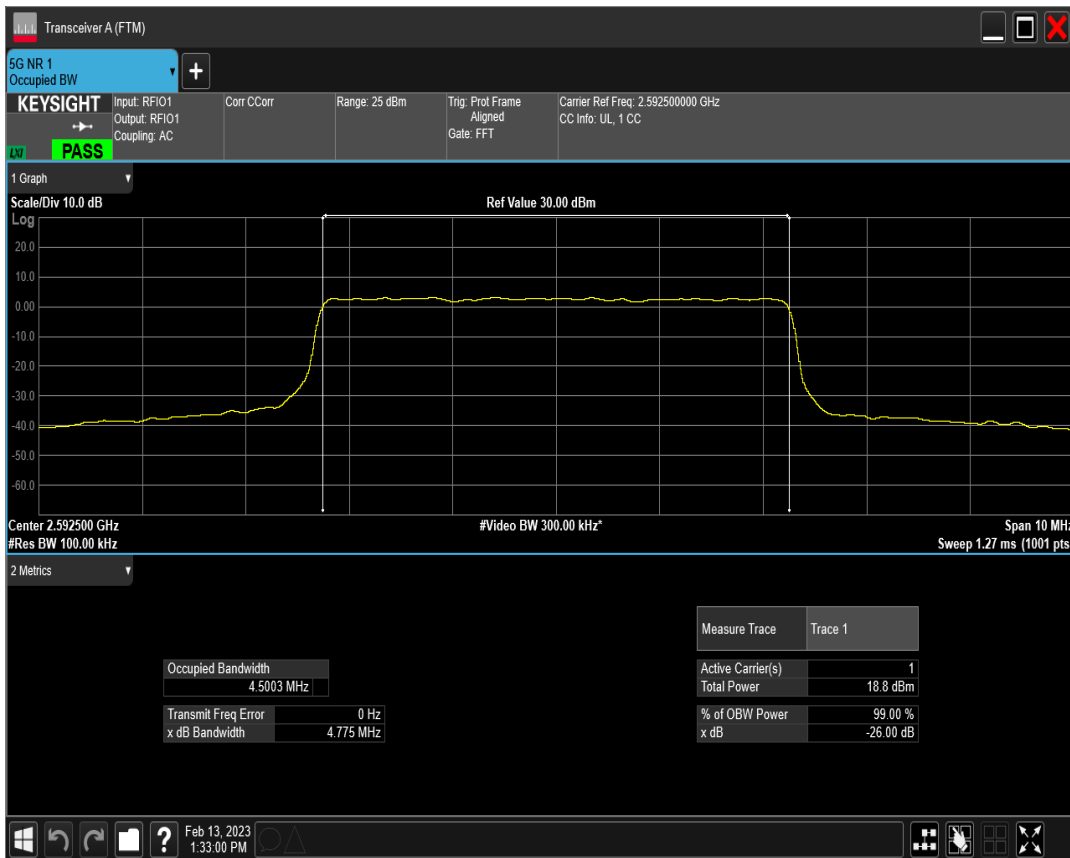 Transceiver A (FTM)
5G NR 1
Occupied BW
+
KEYSIGHT
LXI
PASS
Input: RFIO1
Output: RFIO1
Coupling: AC
Corr CCorr
Range: 25 dBm
Trig: Prot Frame
Aligned
Gate: FFT
Carrier Ref Freq: 2.592500000 GHz
CC Info: UL, 1 CC
1 Graph
Scale/Div 10.0 dB
Ref Value 30.00 dBm
Log
20.0
10.0
0.00
-10.0
-20.0
-30.0
-40.0
-50.0
-60.0
Center 2.592500 GHz
#Video BW 300.00 kHz*
Span 10 MHz
#Res BW 100.00 kHz
Sweep 1.27 ms (1001 pts
2 Metrics
Measure Trace Trace 1
Occupied Bandwidth
4.5003 MHz
Active Carrier(s) 1
Total Power 18.8 dBm
Transmit Freq Error 0 Hz
x dB Bandwidth 4.775 MHz
% of OBW Power 99.00 %
x dB -26.00 dB
?
Feb 13, 2023
1:33:00 PM